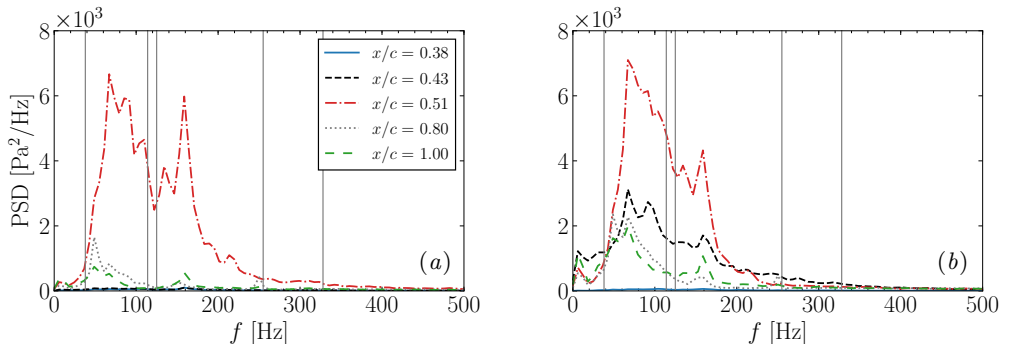 ×10³
×10³
8
6
4
2
0
PSD [Pa²/Hz]
x/c = 0.38
x/c = 0.43
x/c = 0.51
x/c = 0.80
x/c = 1.00
(a)
0 100 200 300 400 500
f [Hz]
8
6
4
2
0
(b)
0 100 200 300 400 500
f [Hz]